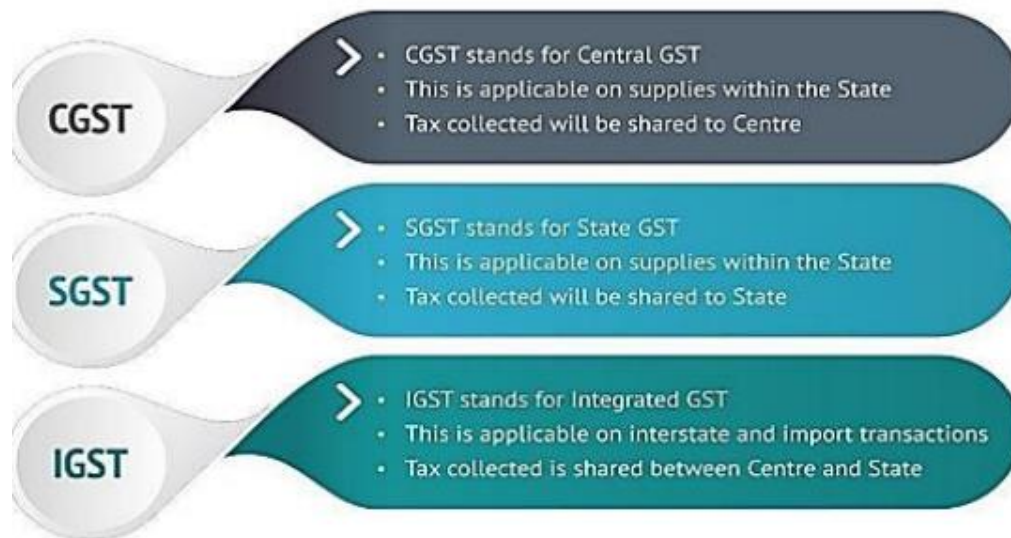 CGST
• CGST stands for Central GST
• This is applicable on supplies within the State
• Tax collected will be shared to Centre
SGST
• SGST stands for State GST
• This is applicable on supplies within the State
• Tax collected will be shared to State
IGST
• IGST stands for Integrated GST
• This is applicable on interstate and import transactions
• Tax collected is shared between Centre and State